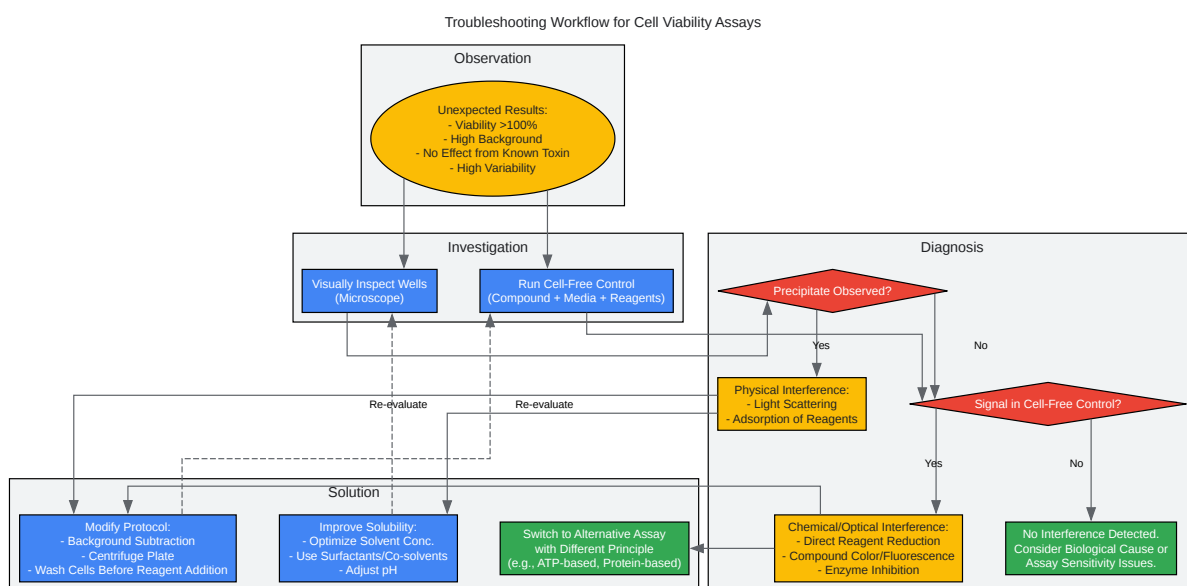 Troubleshooting Workflow for Cell Viability Assays
Observation
Unexpected Results:
- Viability >100%
- High Background
- No Effect from Known Toxin
- High Variability
Investigation
Visually Inspect Wells
(Microscope)
Run Cell-Free Control
(Compound + Media + Reagents)
Diagnosis
Precipitate Observed?
Yes
No
Physical Interference:
- Light Scattering
- Adsorption of Reagents
Signal in Cell-Free Control?
Re-evaluate
Re-evaluate
Yes
No
Solution
Modify Protocol:
- Background Subtraction
- Centrifuge Plate
- Wash Cells Before Reagent Addition
Improve Solubility:
- Optimize Solvent Conc.
- Use Surfactants/Co-solvents
- Adjust pH
Switch to Alternative Assay
with Different Principle
(e.g., ATP-based, Protein-based)
Chemical/Optical Interference:
- Direct Reagent Reduction
- Compound Color/Fluorescence
- Enzyme Inhibition
No Interference Detected.
Consider Biological Cause or
Assay Sensitivity Issues.